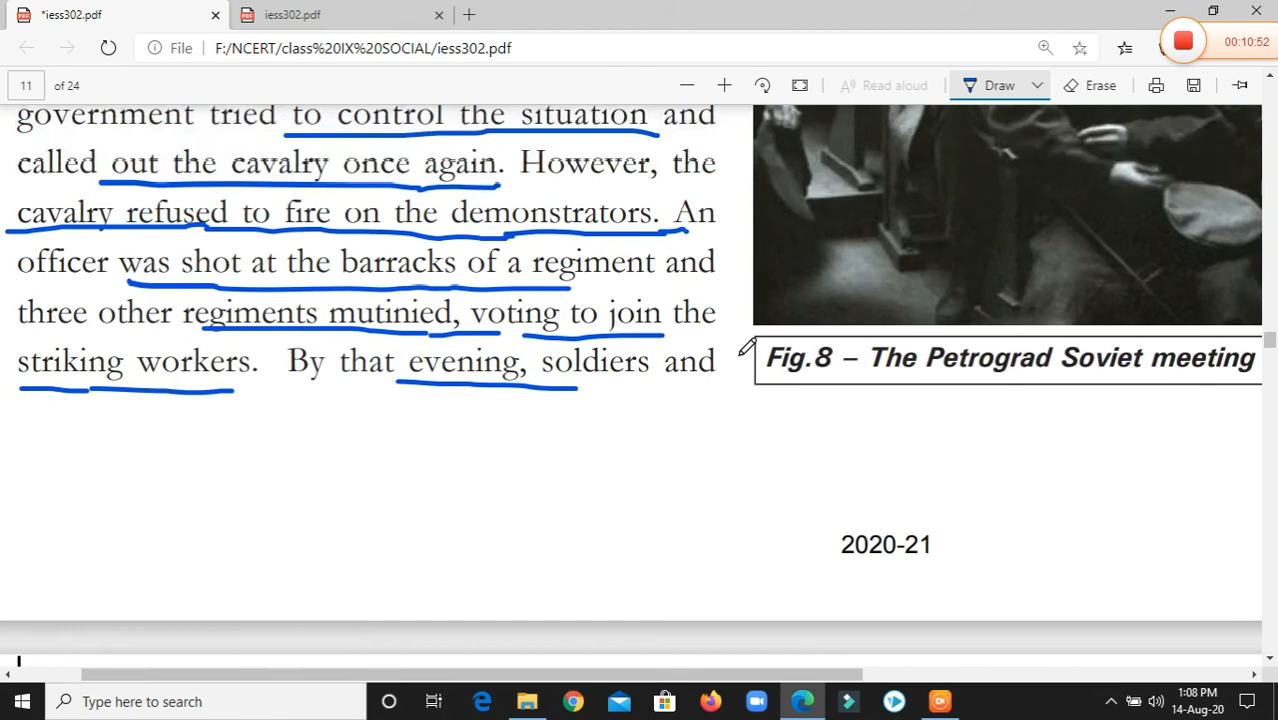 *iess302.pdf
iess302.pdf
00:10:52
File
F:/NCERT/class%20IX%20SOCIAL/iess302.pdf
11 of 24
Read aloud
Draw
Erase
government tried to control the situation and
called out the cavalry once again. However, the
cavalry refused to fire on the demonstrators. An
officer was shot at the barracks of a regiment and
three other regiments mutinied, voting to join the
striking workers. By that evening, soldiers and
Fig.8 – The Petrograd Soviet meeting
2020-21
Type here to search
1:08 PM
14-Aug-20